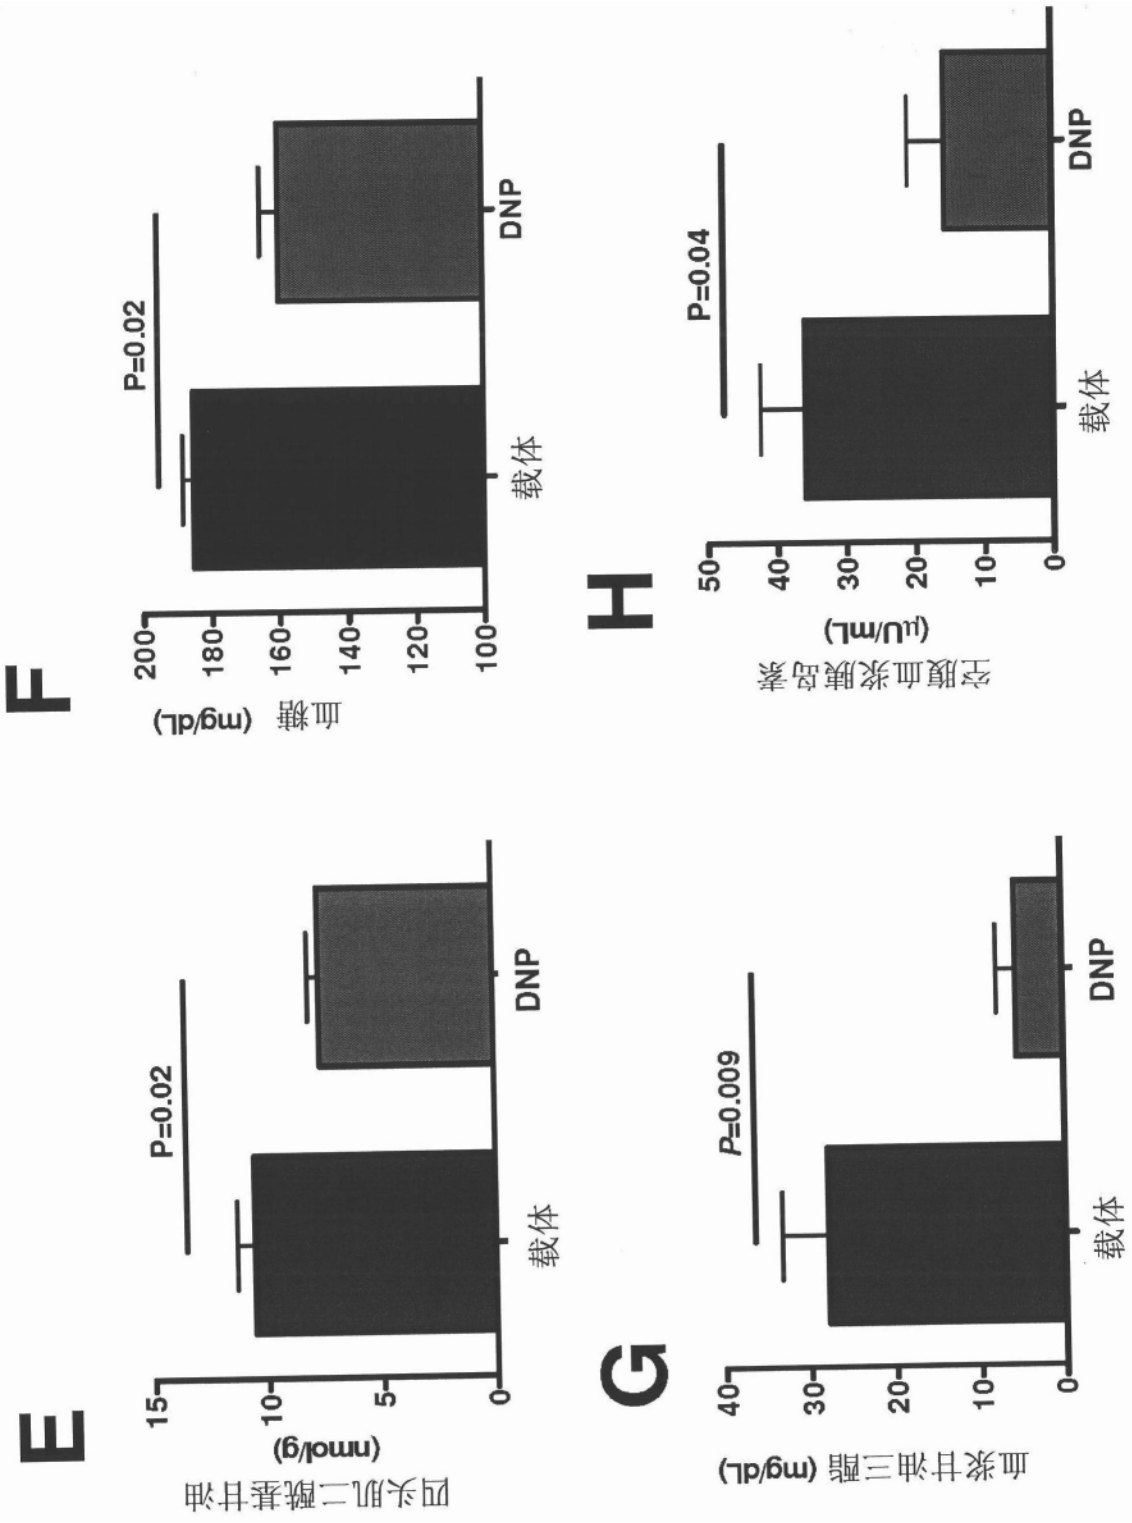 E
四头肌二酰基甘油
(nmol/g)
15
10
5
0
P=0.02
载体
DNP
F
血糖 (mg/dL)
200
180
160
140
120
100
P=0.02
载体
DNP
G
血浆甘油三酯 (mg/dL)
40
30
20
10
0
P=0.009
载体
DNP
H
空腹血浆胰岛素
(μU/mL)
50
40
30
20
10
0
P=0.04
载体
DNP